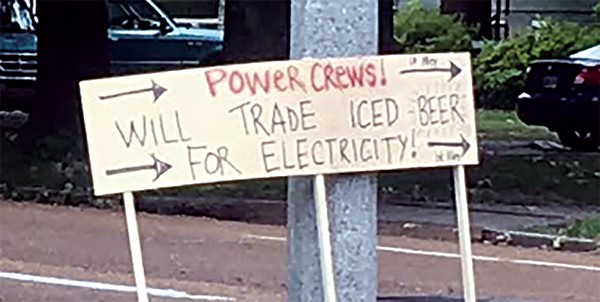 POWER CREWS!
WILL TRADE ICED BEER
FOR ELECTRICITY!